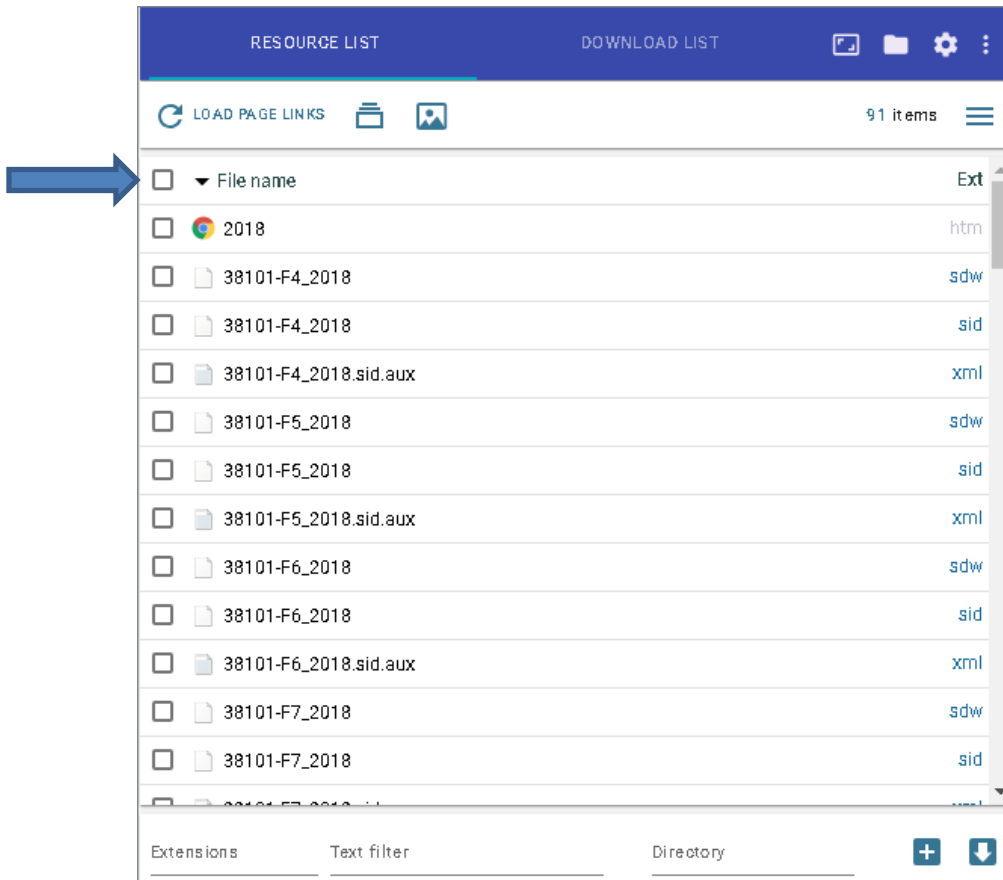 RESOURCE LIST DOWNLOAD LIST
LOAD PAGE LINKS 91 items
File name Ext
2018 htm
38101-F4_2018 sdw
38101-F4_2018 sid
38101-F4_2018.sid.aux xml
38101-F5_2018 sdw
38101-F5_2018 sid
38101-F5_2018.sid.aux xml
38101-F6_2018 sdw
38101-F6_2018 sid
38101-F6_2018.sid.aux xml
38101-F7_2018 sdw
38101-F7_2018 sid
Extensions Text filter Directory